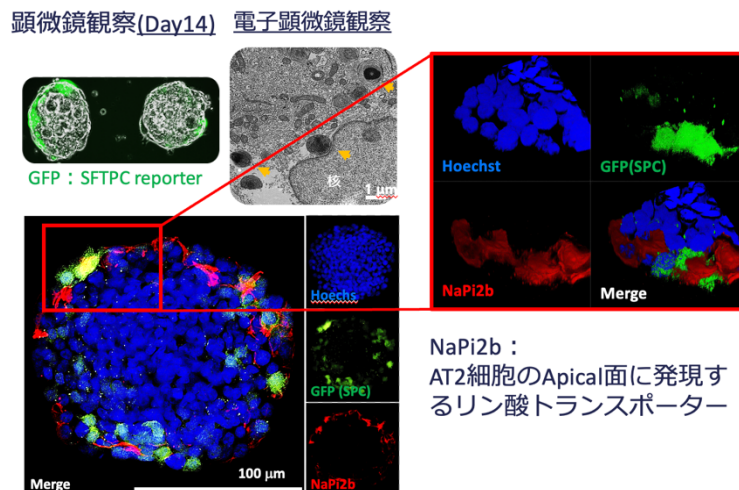 顕微鏡観察(Day14)
電子顕微鏡観察
GFP：SFTPC reporter
核
1 μm
Hoechst
GFP(SPC)
NaPi2b
Merge
Hoechs
GFP (SPC)
NaPi2b
100 μm
Merge
NaPi2b：
AT2細胞のApical面に発現す
るリン酸トランスポーター